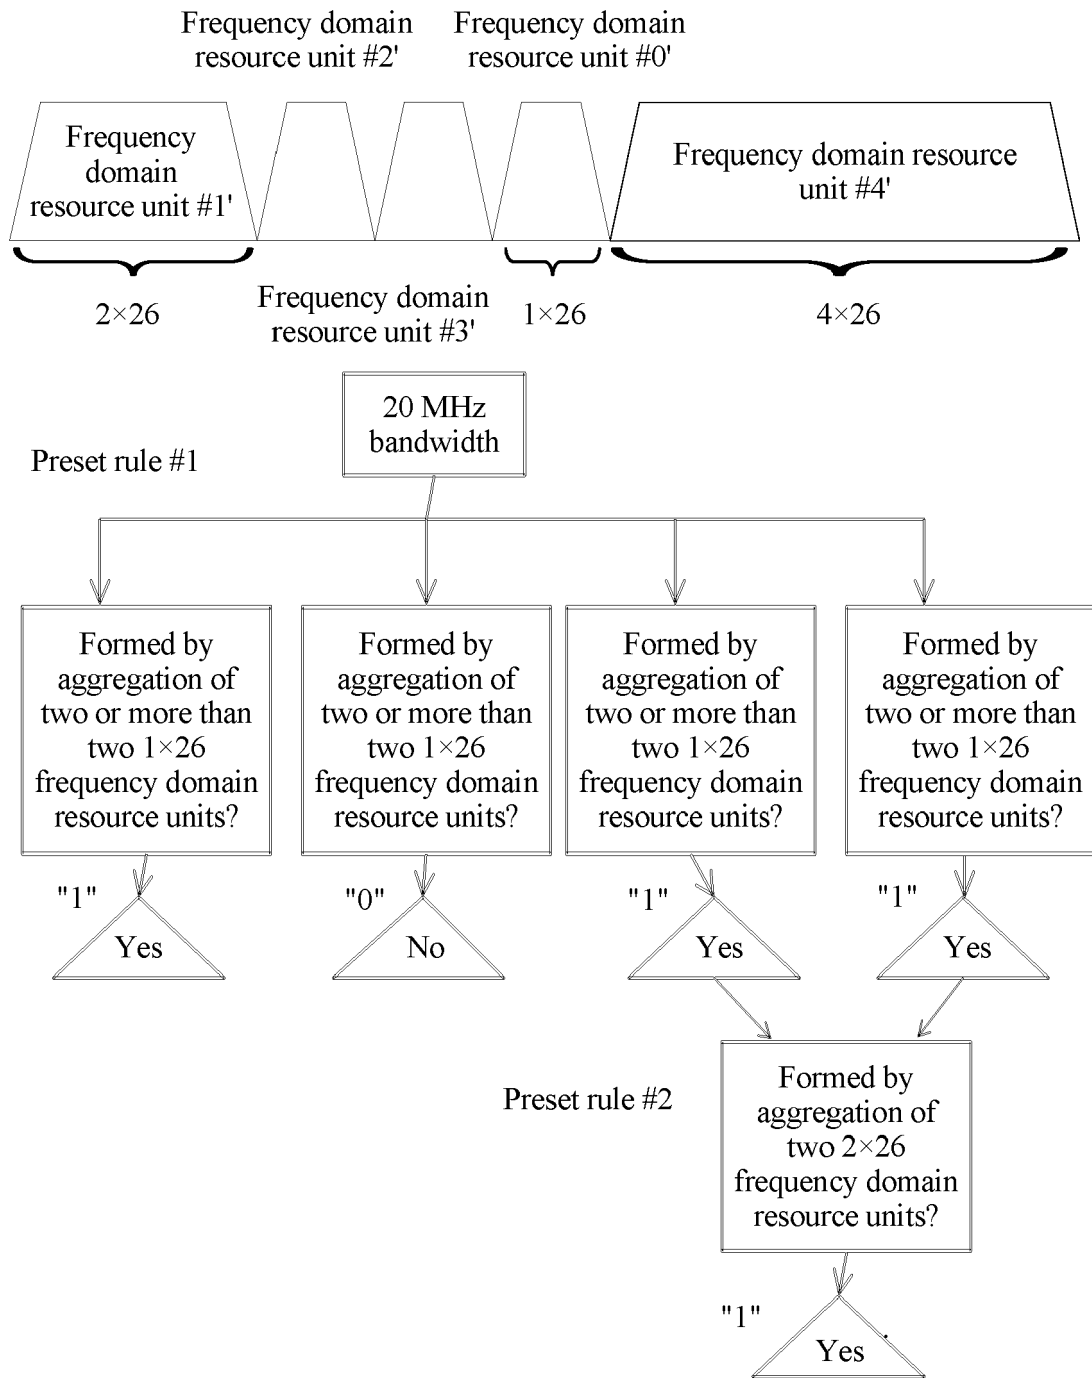 Frequency domain
resource unit #2'
Frequency domain
resource unit #0'
Frequency
domain
resource unit #1'
Frequency domain resource
unit #4'
2×26
Frequency domain
resource unit #3'
1×26
4×26
20 MHz
bandwidth
Preset rule #1
Formed by
aggregation of
two or more than
two 1×26
frequency domain
resource units?
Formed by
aggregation of
two or more than
two 1×26
frequency domain
resource units?
Formed by
aggregation of
two or more than
two 1×26
frequency domain
resource units?
Formed by
aggregation of
two or more than
two 1×26
frequency domain
resource units?
"1"
Yes
"0"
No
"1"
Yes
"1"
Yes
Preset rule #2
Formed by
aggregation of
two 2×26
frequency domain
resource units?
"1"
Yes